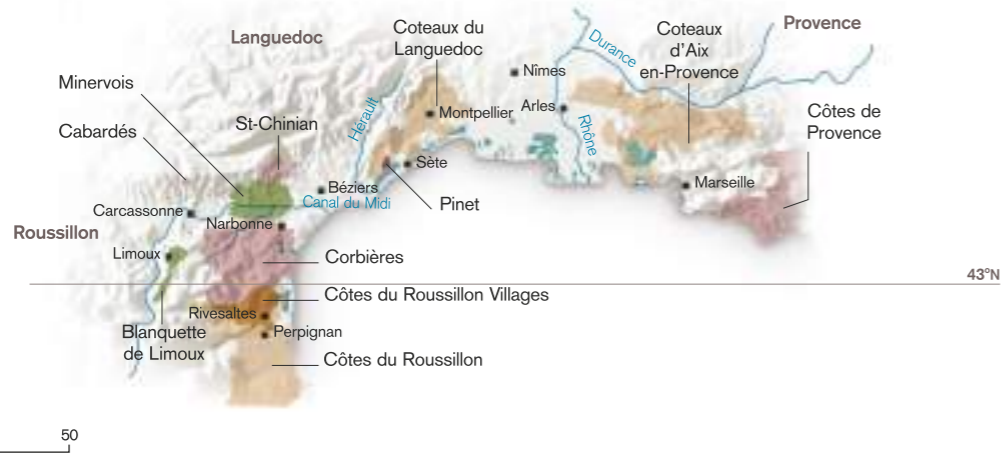 Coteaux du
Languedoc
Languedoc
Provence
Coteaux
d'Aix
en-Provence
Durance
Minervois
Nîmes
Hérault
Montpellier
Arles
Rhône
Côtes de
Provence
Cabardés
St-Chinian
Sète
Marseille
Béziers
Canal du Midi
Pinet
Carcassonne
Narbonne
Roussillon
Limoux
Corbières
43°N
Côtes du Roussillon Villages
Rivesaltes
Perpignan
Blanquette
de Limoux
Côtes du Roussillon
50